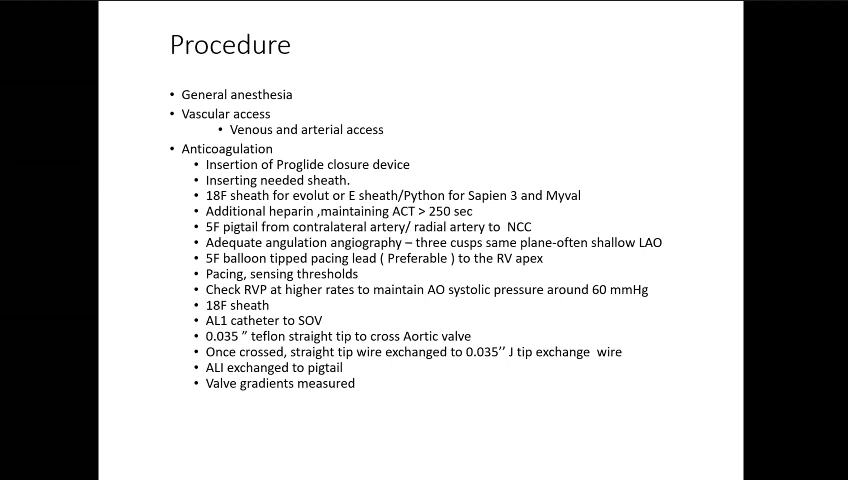 Procedure
• General anesthesia
• Vascular access
• Venous and arterial access
• Anticoagulation
• Insertion of Proglide closure device
• Inserting needed sheath.
• 18F sheath for evolut or E sheath/Python for Sapien 3 and Myval
• Additional heparin ,maintaining ACT > 250 sec
• 5F pigtail from contralateral artery/ radial artery to NCC
• Adequate angulation angiography – three cusps same plane-often shallow LAO
• 5F balloon tipped pacing lead ( Preferable ) to the RV apex
• Pacing, sensing thresholds
• Check RVP at higher rates to maintain AO systolic pressure around 60 mmHg
• 18F sheath
• AL1 catheter to SOV
• 0.035 ” teflon straight tip to cross Aortic valve
• Once crossed, straight tip wire exchanged to 0.035’’ J tip exchange wire
• ALI exchanged to pigtail
• Valve gradients measured